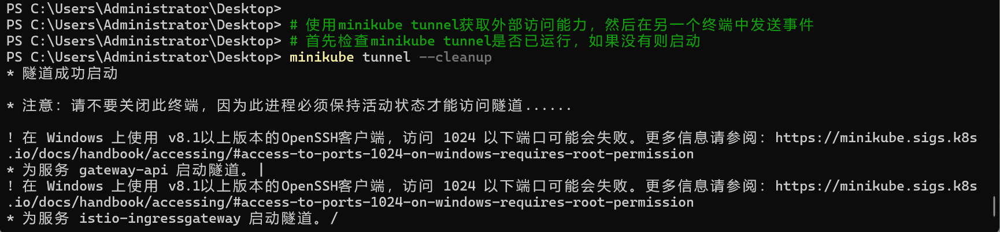 PS C:\Users\Administrator\Desktop>
PS C:\Users\Administrator\Desktop> # 使用minikube tunnel获取外部访问能力，然后在另一个终端中发送事件
PS C:\Users\Administrator\Desktop> # 首先检查minikube tunnel是否已运行，如果没有则启动
PS C:\Users\Administrator\Desktop> minikube tunnel --cleanup
* 隧道成功启动
* 注意：请不要关闭此终端，因为此进程必须保持活动状态才能访问隧道......
! 在 Windows 上使用 v8.1以上版本的OpenSSH客户端，访问 1024 以下端口可能会失败。更多信息请参阅：https://minikube.sigs.k8s
.io/docs/handbook/accessing/#access-to-ports-1024-on-windows-requires-root-permission
* 为服务 gateway-api 启动隧道。|
! 在 Windows 上使用 v8.1以上版本的OpenSSH客户端，访问 1024 以下端口可能会失败。更多信息请参阅：https://minikube.sigs.k8s
.io/docs/handbook/accessing/#access-to-ports-1024-on-windows-requires-root-permission
* 为服务 istio-ingressgateway 启动隧道。/